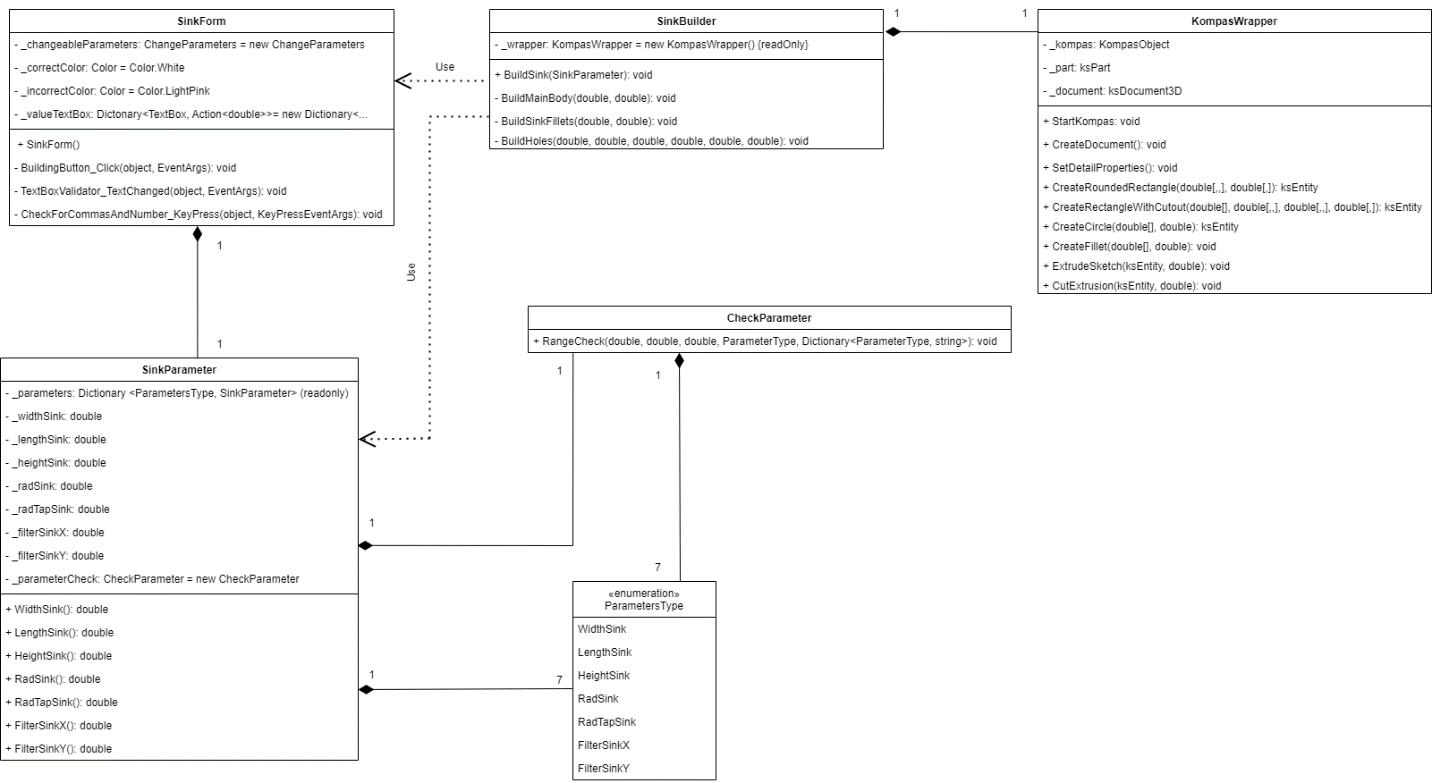 SinkForm
- _changeableParameters: ChangeParameters = new ChangeParameters
- _correctColor: Color = Color.White
- _incorrectColor: Color = Color.LightPink
- _valueTextBox: Dictonary<TextBox, Action<double>>= new Dictionary<...
+ SinkForm()
- BuildingButton_Click(object, EventArgs): void
- TextBoxValidator_TextChanged(object, EventArgs): void
- CheckForCommasAndNumber_KeyPress(object, KeyPressEventArgs): void
1
1
Use
Use
SinkBuilder
- _wrapper: KompasWrapper = new KompasWrapper() {readOnly}
+ BuildSink(SinkParameter): void
- BuildMainBody(double, double): void
- BuildSinkFillets(double, double): void
- BuildHoles(double, double, double, double, double, double): void
1
1
KompasWrapper
- _kompas: KompasObject
- _part: ksPart
- _document: ksDocument3D
+ StartKompas: void
+ CreateDocument(): void
+ SetDetailProperties(): void
+ CreateRoundedRectangle(double[,,], double[,]): ksEntity
+ CreateRectangleWithCutout(double[], double[,,], double[,,], double[,]): ksEntity
+ CreateCircle(double[], double): ksEntity
+ CreateFillet(double[], double): void
+ ExtrudeSketch(ksEntity, double): void
+ CutExtrusion(ksEntity, double): void
CheckParameter
+ RangeCheck(double, double, double, ParameterType, Dictionary<ParameterType, string>): void
1
1
SinkParameter
- _parameters: Dictionary <ParametersType, SinkParameter> (readonly)
- _widthSink: double
- _lengthSink: double
- _heightSink: double
- _radSink: double
- _radTapSink: double
- _filterSinkX: double
- _filterSinkY: double
- _parameterCheck: CheckParameter = new CheckParameter
+ WidthSink(): double
+ LengthSink(): double
+ HeightSink(): double
+ RadSink(): double
+ RadTapSink(): double
+ FilterSinkX(): double
+ FilterSinkY(): double
1
1
7
7
«enumeration»
ParametersType
WidthSink
LengthSink
HeightSink
RadSink
RadTapSink
FilterSinkX
FilterSinkY